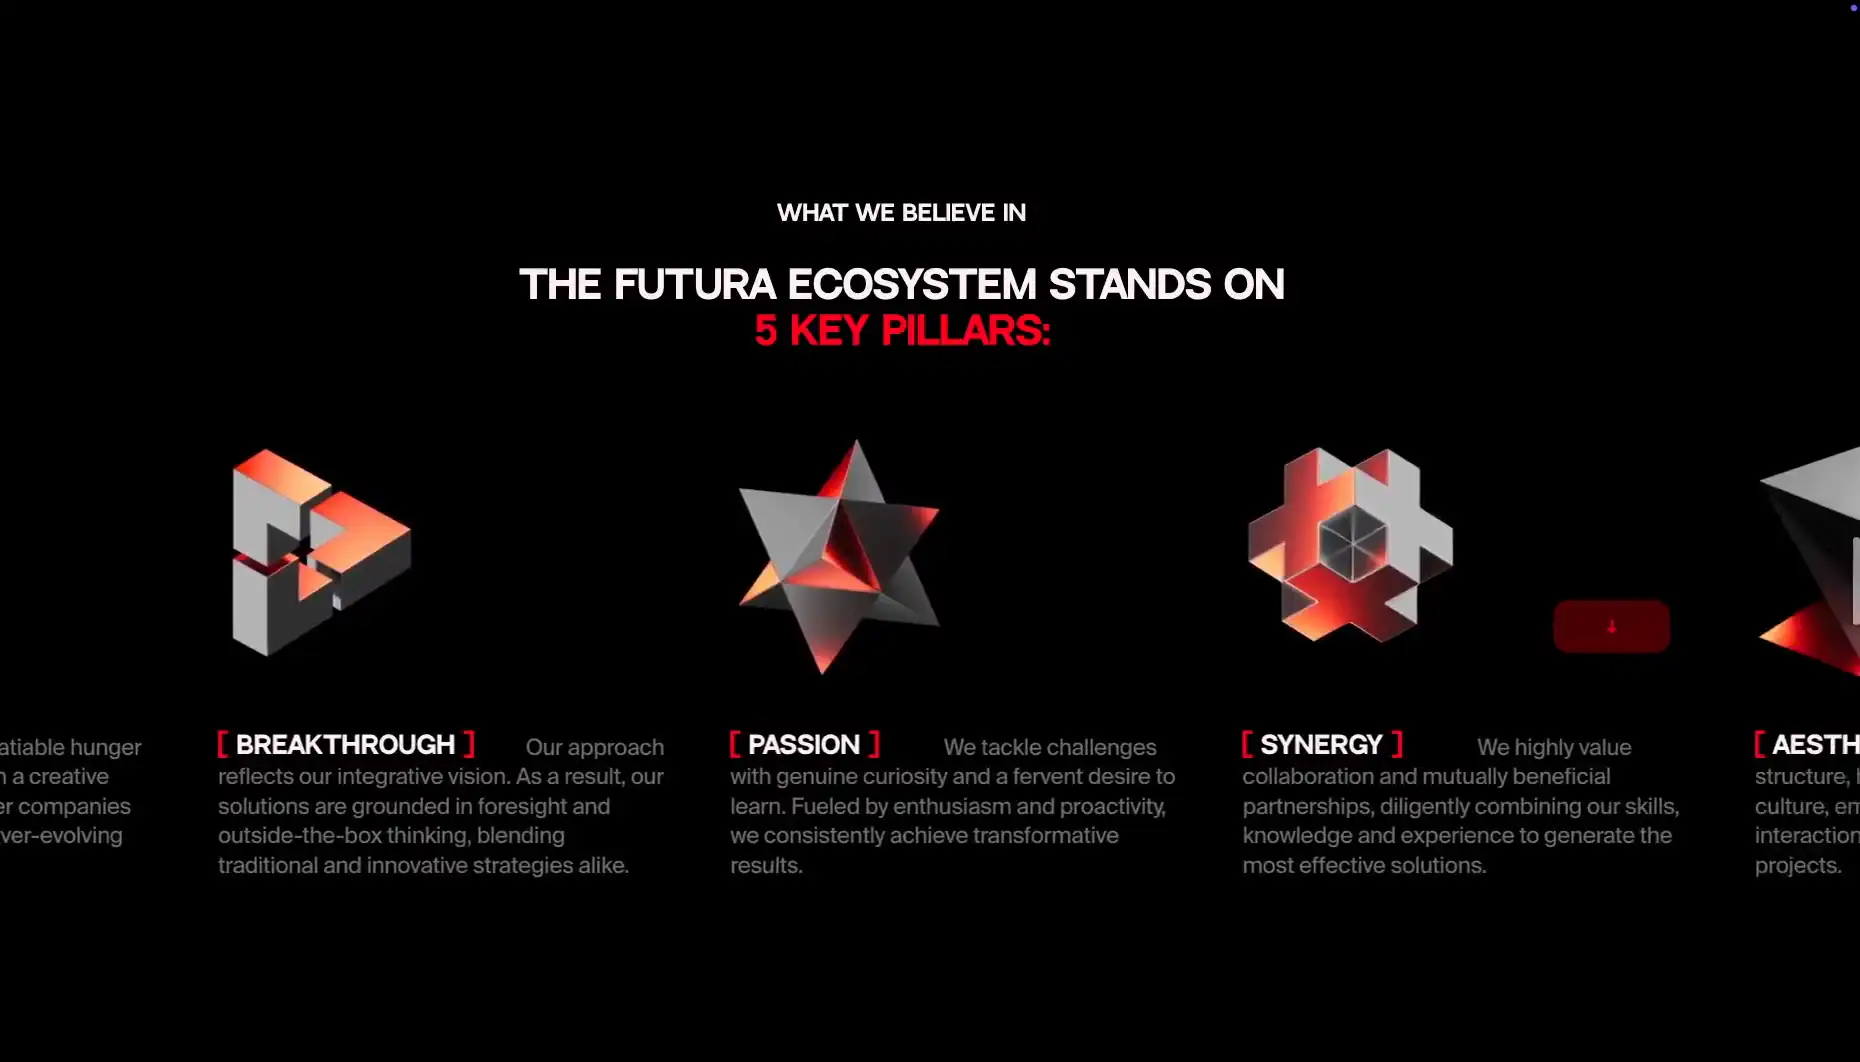 WHAT WE BELIEVE IN
THE FUTURA ECOSYSTEM STANDS ON
5 KEY PILLARS:
atiable hunger
a creative
companies
ver-evolving
[ BREAKTHROUGH ] Our approach
reflects our integrative vision. As a result, our
solutions are grounded in foresight and
outside-the-box thinking, blending
traditional and innovative strategies alike.
[ PASSION ] We tackle challenges
with genuine curiosity and a fervent desire to
learn. Fueled by enthusiasm and proactivity,
we consistently achieve transformative
results.
[ SYNERGY ] We highly value
collaboration and mutually beneficial
partnerships, diligently combining our skills,
knowledge and experience to generate the
most effective solutions.
[ AESTH
structure,
culture, em
interaction
projects.